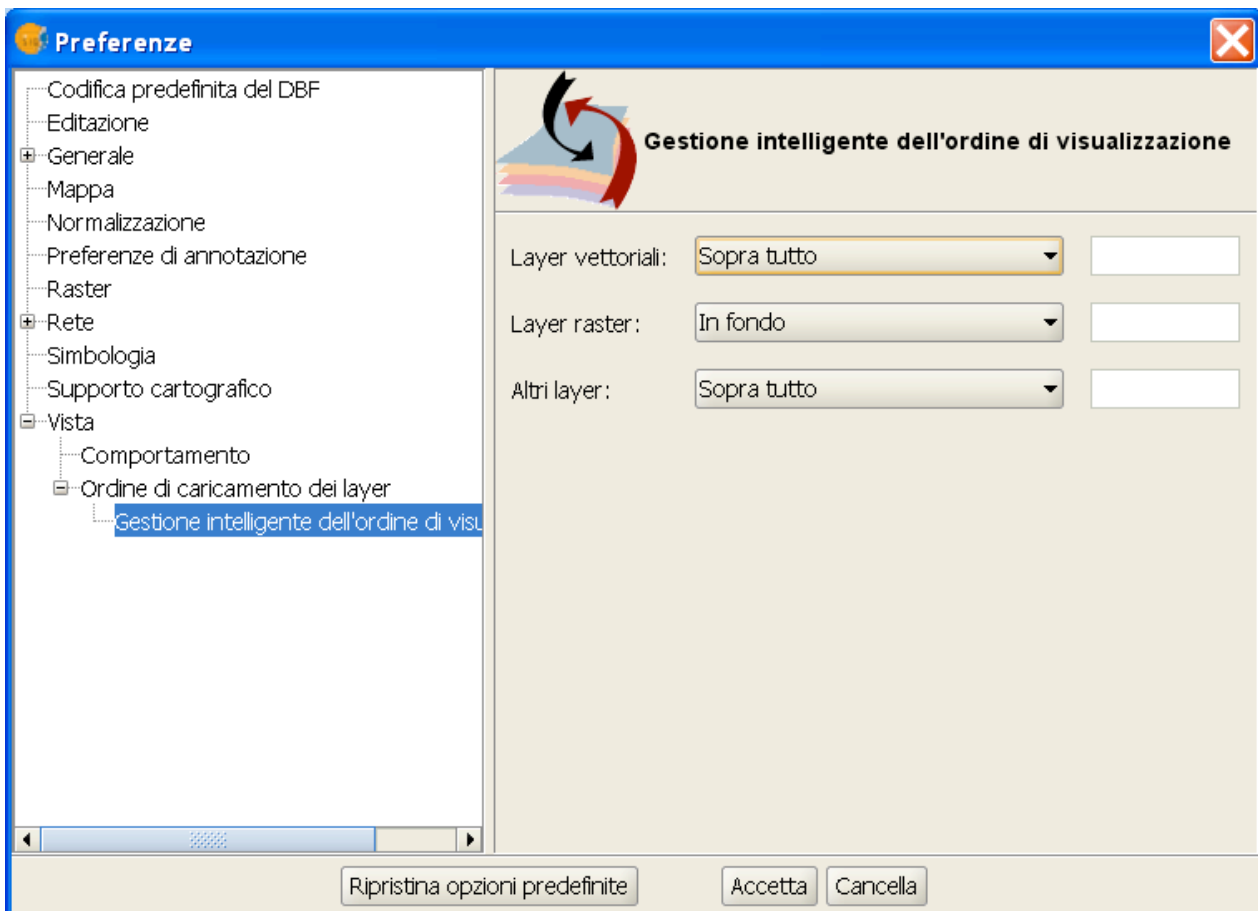 Preferenze
Codifica predefinita del DBF
Editazione
Generale
Mappa
Normalizzazione
Preferenze di annotazione
Raster
Rete
Simbologia
Supporto cartografico
Vista
Comportamento
Ordine di caricamento dei layer
Gestione intelligente dell'ordine di visu
Gestione intelligente dell'ordine di visualizzazione
Layer vettoriali: Sopra tutto
Layer raster: In fondo
Altri layer: Sopra tutto
Ripristina opzioni predefinite Accetta Cancella